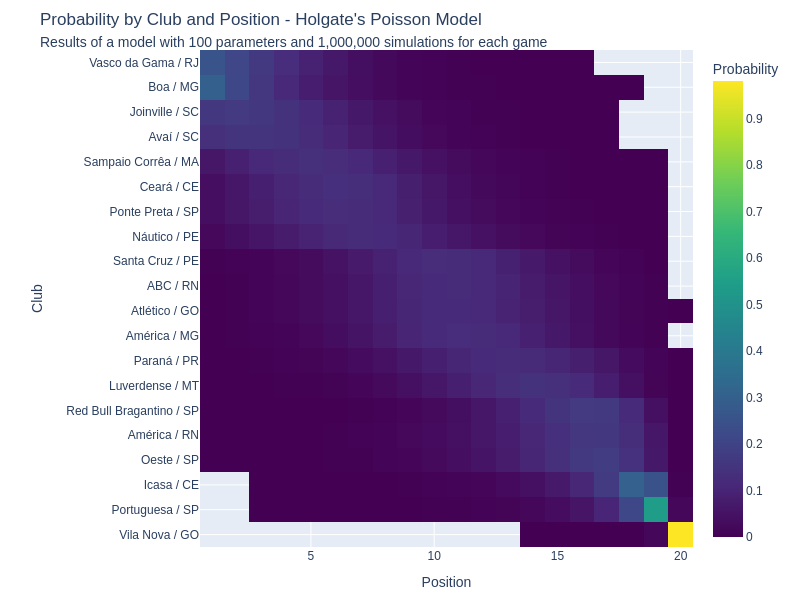 Probability by Club and Position - Holgate's Poisson Model
Results of a model with 100 parameters and 1,000,000 simulations for each game
Vasco da Gama / RJ
Boa / MG
Joinville / SC
Avaí / SC
Sampaio Corrêa / MA
Ceará / CE
Ponte Preta / SP
Náutico / PE
Santa Cruz / PE
ABC / RN
Atlético / GO
América / MG
Paraná / PR
Luverdense / MT
Red Bull Bragantino / SP
América / RN
Oeste / SP
Icasa / CE
Portuguesa / SP
Vila Nova / GO
Club
5
10
15
20
Position
Probability
0.9
0.8
0.7
0.6
0.5
0.4
0.3
0.2
0.1
0